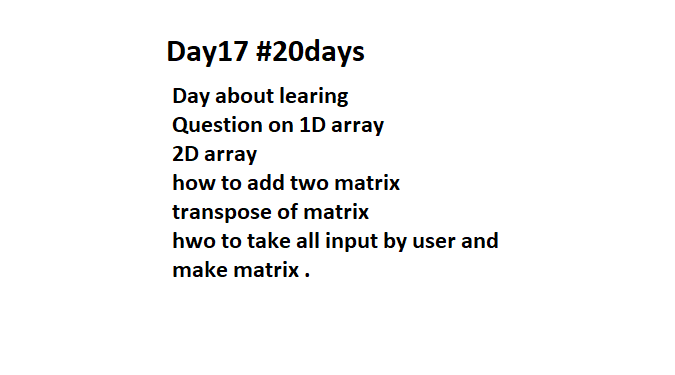 Day17 #20days
Day about learing
Question on 1D array
2D array
how to add two matrix
transpose of matrix
hwo to take all input by user and
make matrix .